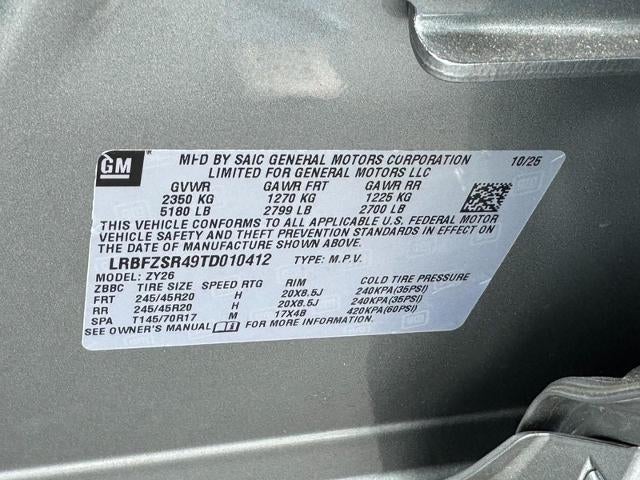 GM
MFD BY SAIC GENERAL MOTORS CORPORATION 10/25
LIMITED FOR GENERAL MOTORS LLC
GVWR GAWR FRT GAWR RR
2350 KG 1270 KG 1225 KG
5180 LB 2799 LB 2700 LB
THIS VEHICLE CONFORMS TO ALL APPLICABLE U.S. FEDERAL MOTOR
VEHICLE SAFETY AND THEFT PREVENTION STANDARDS IN EFFECT ON THE DATE OF MANUFACTURE
SHOWN ABOVE.
LRBFZSR49TD010412 TYPE: M.P.V.
MODEL: ZY26
ZBBC TIRE SIZE SPEED RTG RIM COLD TIRE PRESSURE
FRT 245/45R20 H 20X8.5J 240KPA(35PSI)
RR 245/45R20 H 20X8.5J 240KPA(35PSI)
SPA T145/70R17 M 17X4B 420KPA(60PSI)
SEE OWNER'S MANUAL FOR MORE INFORMATION.